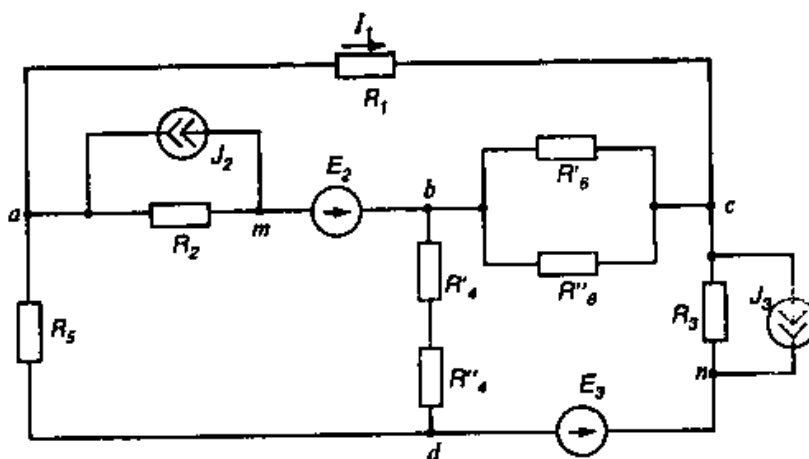 I₁
R₁
J₂
E₂
a
R₂
m
b
R'₆
c
R''₆
R'₄
R₅
R₃
J₃
R''₄
E₃
n
d